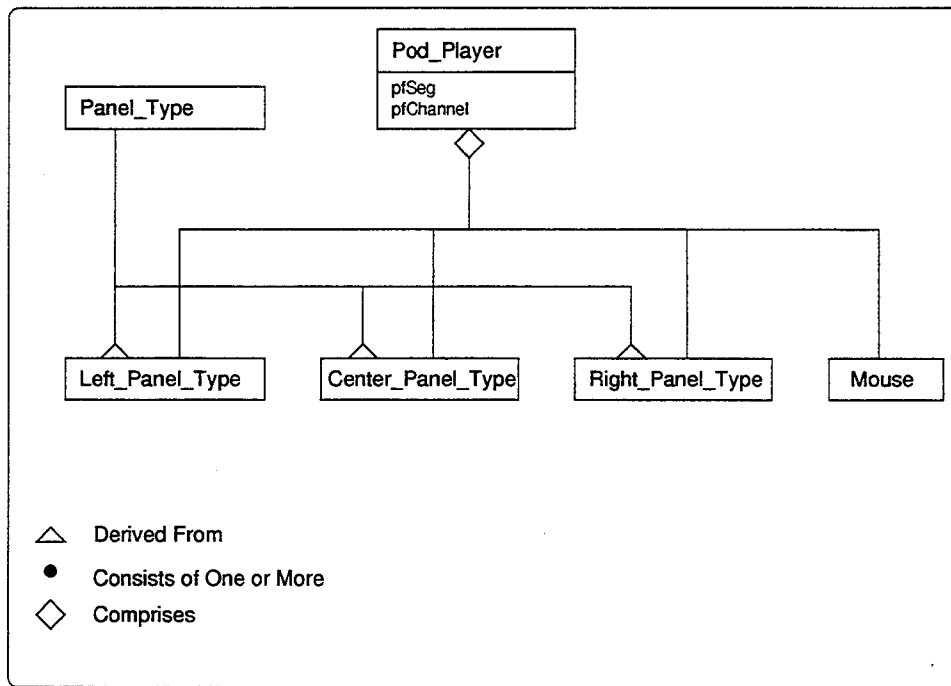 Pod_Player
pfSeg
pfChannel
Panel_Type
Left_Panel_Type
Center_Panel_Type
Right_Panel_Type
Mouse
Derived From
Consists of One or More
Comprises